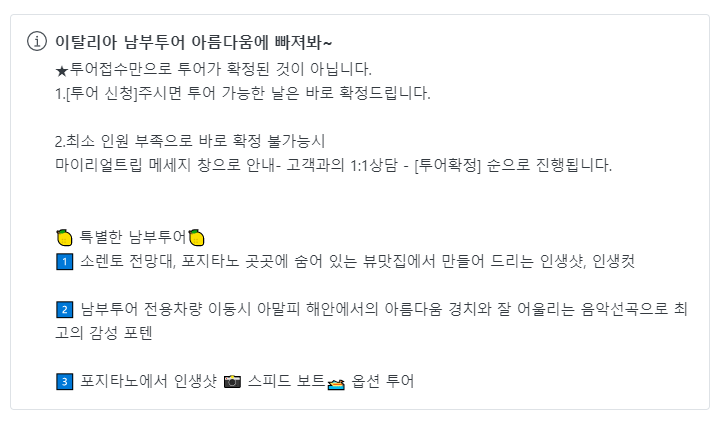 이탈리아 남부투어 아름다움에 빠져봐~
★투어접수만으로 투어가 확정된 것이 아닙니다.
1.[투어 신청]주시면 투어 가능한 날은 바로 확정드립니다.
2.최소 인원 부족으로 바로 확정 불가능시
마이리얼트립 메세지 창으로 안내- 고객과의 1:1상담 - [투어확정] 순으로 진행됩니다.
🍋 특별한 남부투어🍋
1️⃣ 소렌토 전망대, 포지타노 곳곳에 숨어 있는 뷰맛집에서 만들어 드리는 인생샷, 인생컷
2️⃣ 남부투어 전용차량 이동시 아말피 해안에서의 아름다움 경치와 잘 어울리는 음악선곡으로 최
고의 감성 포텐
3️⃣ 포지타노에서 인생샷 📸 스피드 보트🚤 옵션 투어